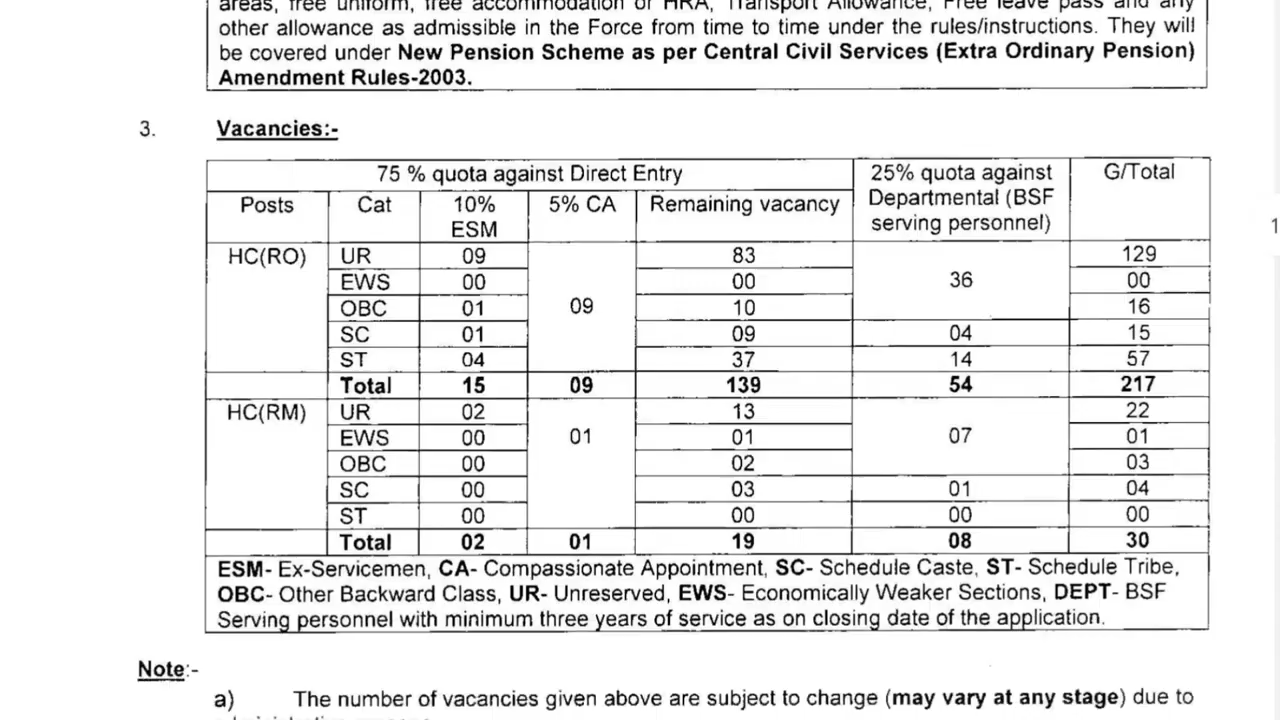 areas, free uniform, free accommodation or HRA, Transport Allowance, Free leave pass and any
other allowance as admissible in the Force from time to time under the rules/instructions. They will
be covered under New Pension Scheme as per Central Civil Services (Extra Ordinary Pension)
Amendment Rules-2003.
3. Vacancies:-
75 % quota against Direct Entry 25% quota against Departmental (BSF serving personnel) G/Total
Posts Cat 10% ESM 5% CA Remaining vacancy
HC(RO) UR 09 83 129
EWS 00 00 36 00
OBC 01 09 10 16
SC 01 09 04 15
ST 04 37 14 57
Total 15 09 139 54 217
HC(RM) UR 02 13 22
EWS 00 01 01 07 01
OBC 00 02 03
SC 00 03 01 04
ST 00 00 00 00
Total 02 01 19 08 30
ESM- Ex-Servicemen, CA- Compassionate Appointment, SC- Schedule Caste, ST- Schedule Tribe,
OBC- Other Backward Class, UR- Unreserved, EWS- Economically Weaker Sections, DEPT- BSF
Serving personnel with minimum three years of service as on closing date of the application.
Note:-
a) The number of vacancies given above are subject to change (may vary at any stage) due to
1